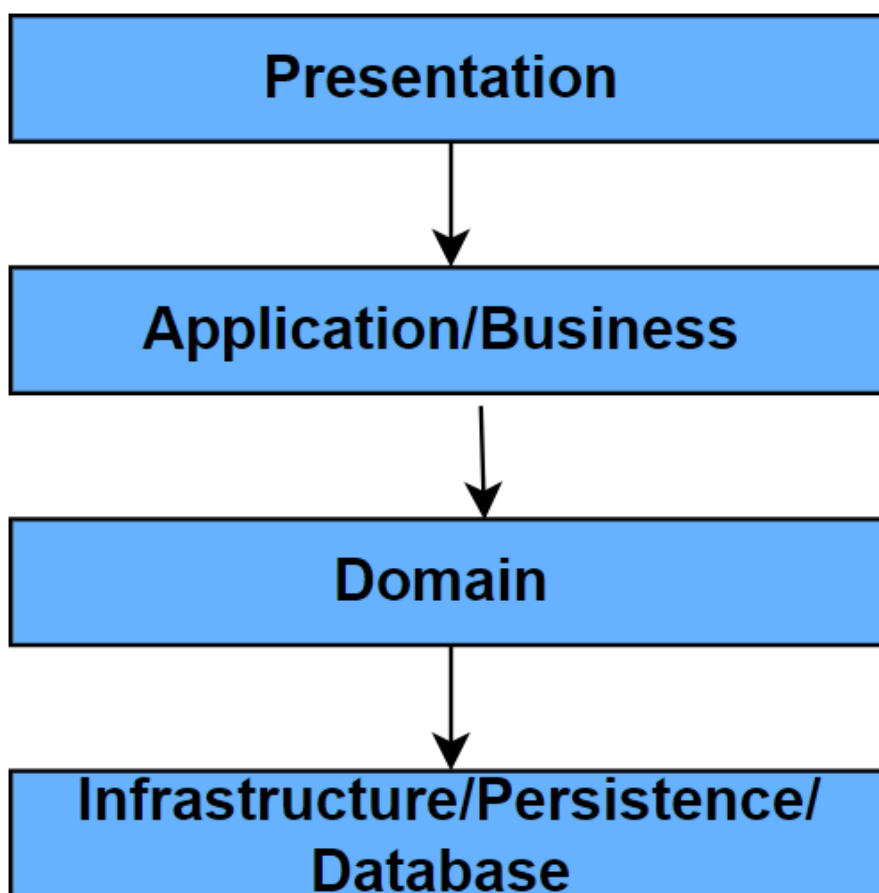 Presentation
Application/Business
Domain
Infrastructure/Persistence/
Database